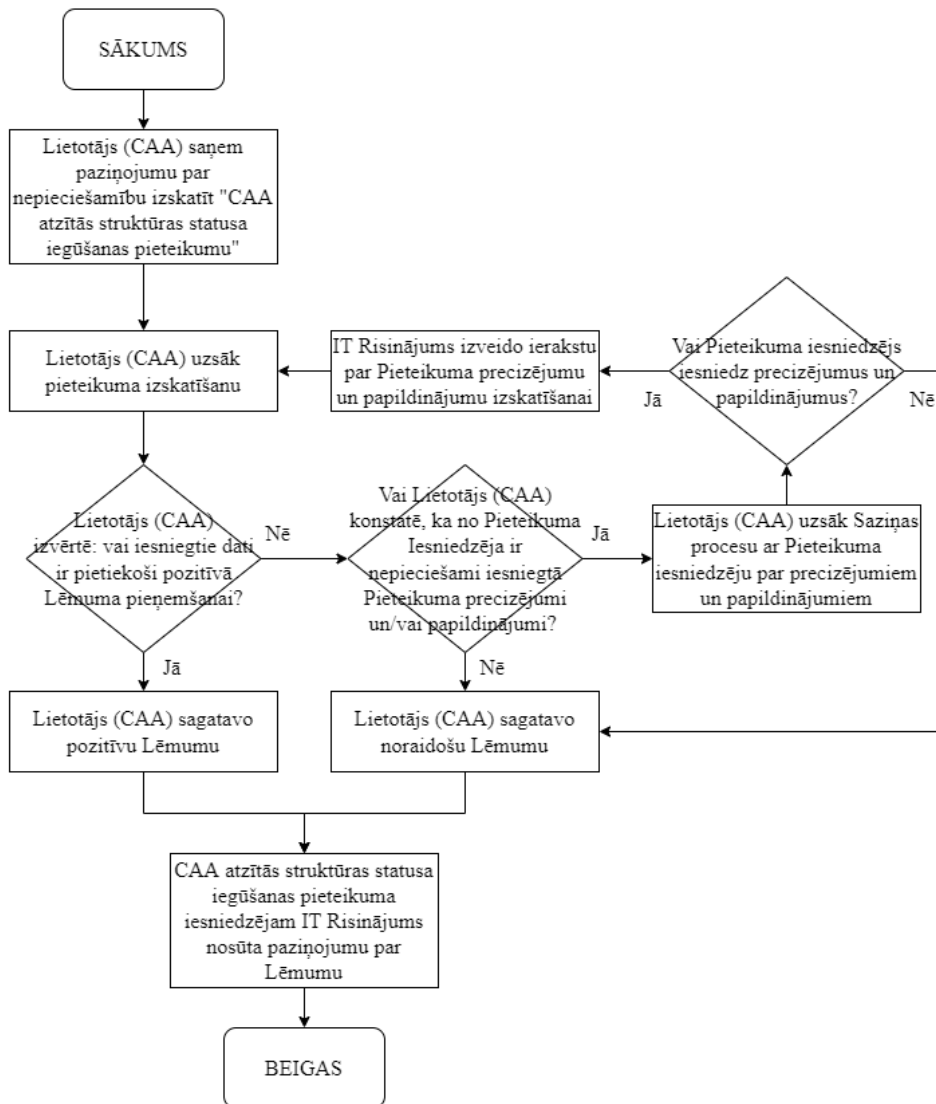 SĀKUMS
Lietotājs (CAA) saņem
paziņojumu par
nepieciešamību izskatīt "CAA
atzītās struktūras statusa
iegūšanas pieteikumu"
Lietotājs (CAA) uzsāk
pieteikuma izskatīšanu
IT Risinājums izveido ierakstu
par Pieteikuma precizējumu
un papildinājumu izskatīšanai
Vai Pieteikuma iesniedzējs
iesniedz precizējumus un
papildinājumus?
Jā
Nē
Lietotājs (CAA)
izvērtē: vai iesniegtie dati
ir pietiekoši pozitīvā
Lēmuma pieņemšanai?
Nē
Vai Lietotājs (CAA)
konstatē, ka no Pieteikuma
Iesniedzēja ir
nepieciešami iesniegtā
Pieteikuma precizējumi
un/vai papildinājumi?
Jā
Lietotājs (CAA) uzsāk Saziņas
procesu ar Pieteikuma
iesniedzēju par precizējumiem
un papildinājumiem
Jā
Nē
Lietotājs (CAA) sagatavo
pozitīvu Lēmumu
Lietotājs (CAA) sagatavo
noraidošu Lēmumu
CAA atzītās struktūras statusa
iegūšanas pieteikuma
iesniedzējam IT Risinājums
nosūta paziņojumu par
Lēmumu
BEIGAS